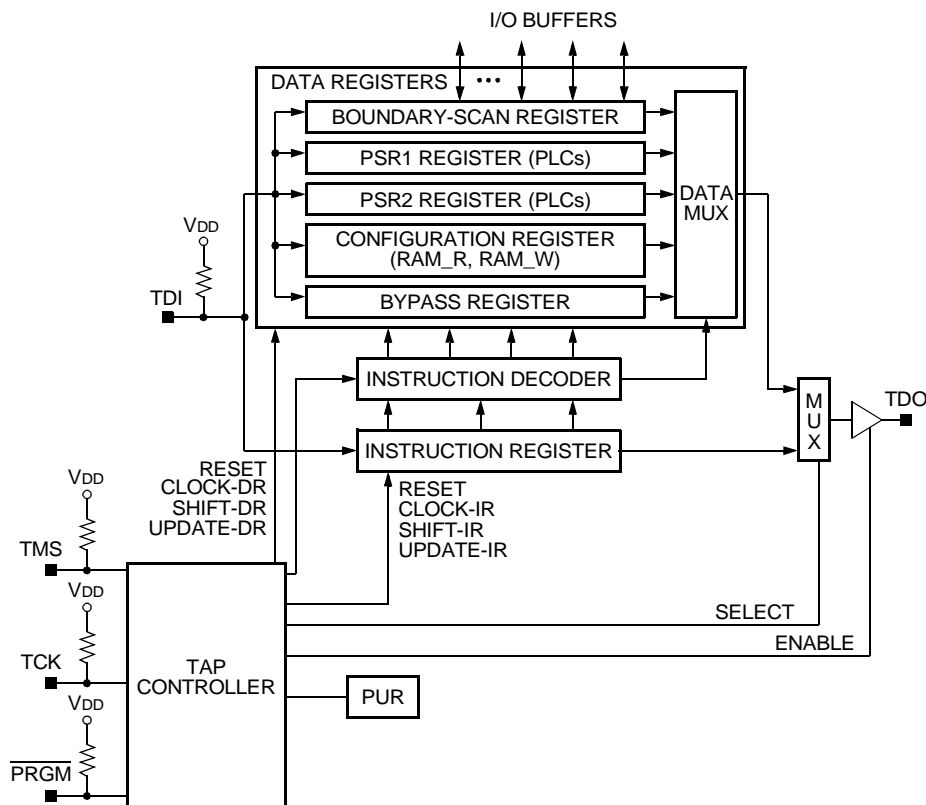 I/O BUFFERS
DATA REGISTERS
BOUNDARY-SCAN REGISTER
PSR1 REGISTER (PLCs)
PSR2 REGISTER (PLCs)
CONFIGURATION REGISTER
(RAM_R, RAM_W)
BYPASS REGISTER
DATA
MUX
VDD
TDI
INSTRUCTION DECODER
INSTRUCTION REGISTER
M
U
X
TDO
RESET
CLOCK-DR
SHIFT-DR
UPDATE-DR
RESET
CLOCK-IR
SHIFT-IR
UPDATE-IR
VDD
TMS
VDD
TCK
VDD
PRGM
TAP
CONTROLLER
SELECT
ENABLE
PUR